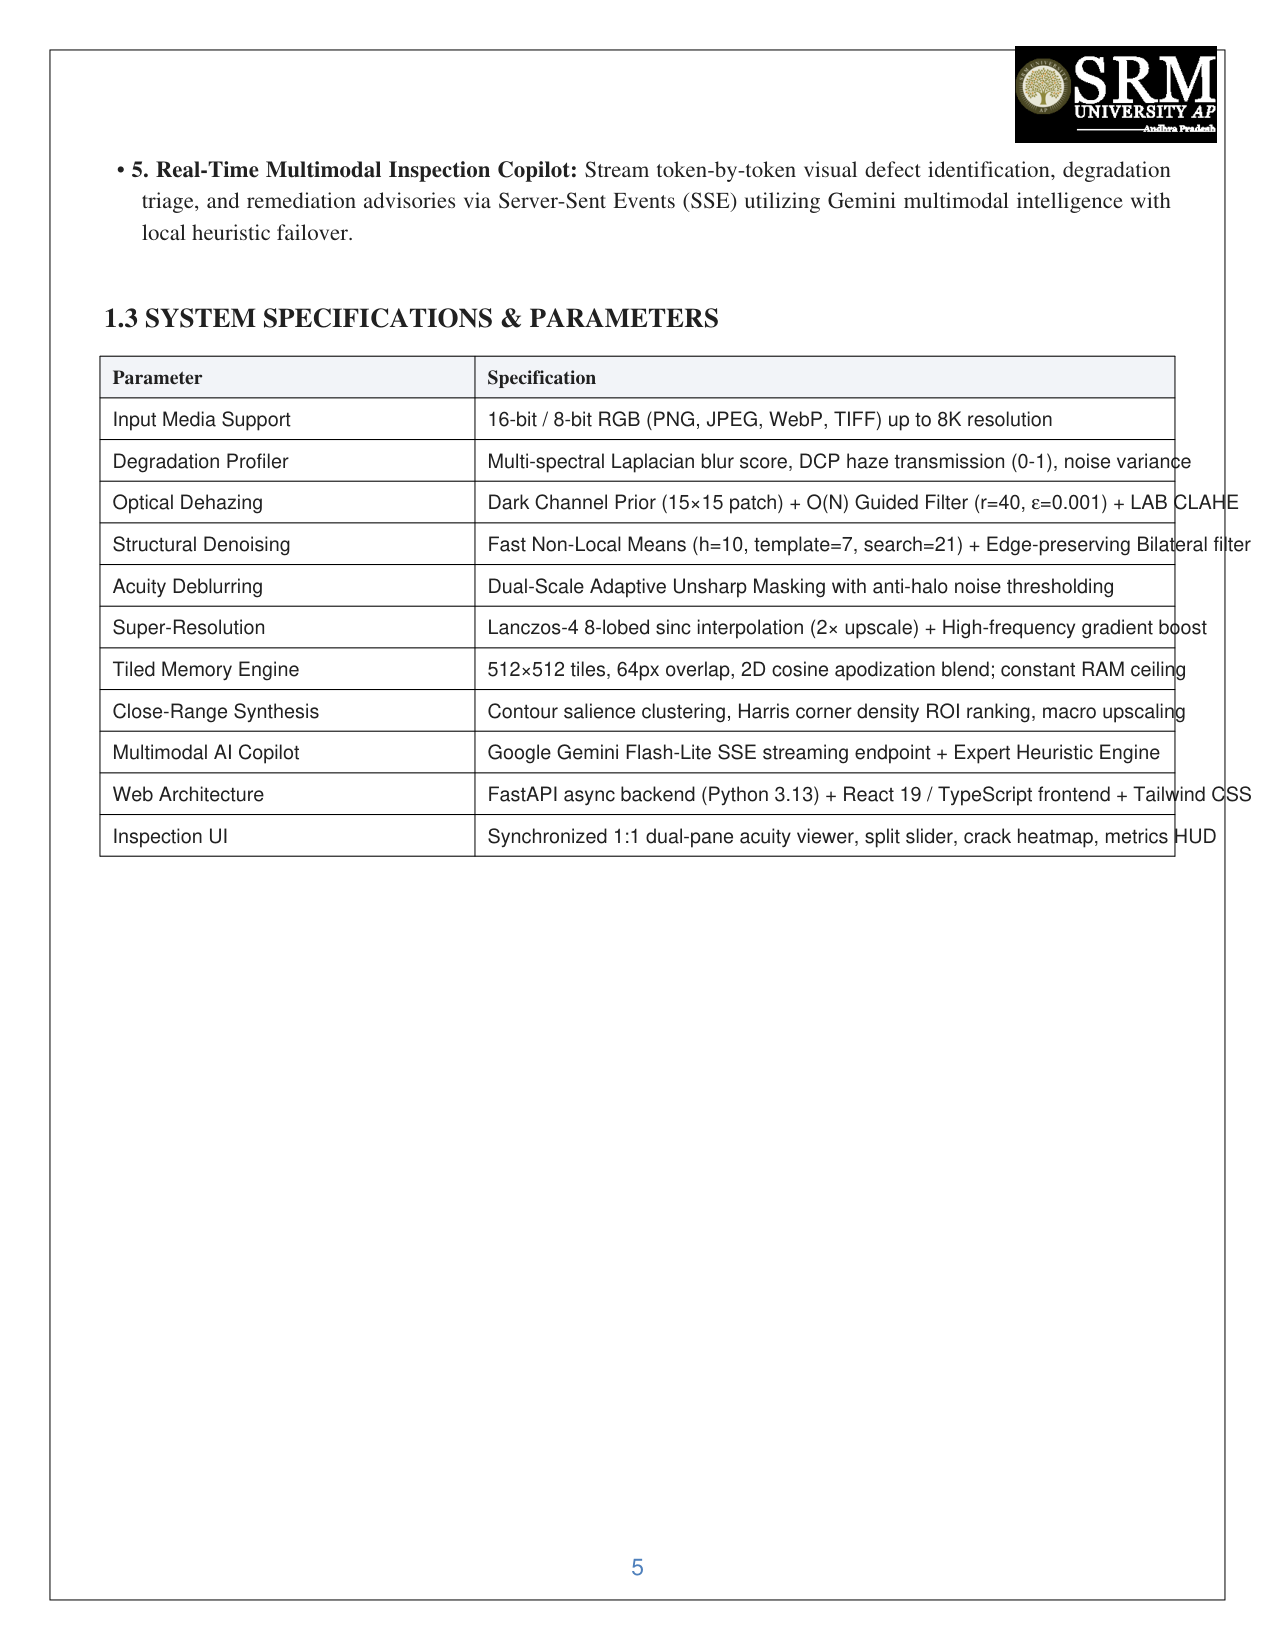 SRM
UNIVERSITY AP
Andhra Pradesh
• 5. Real-Time Multimodal Inspection Copilot: Stream token-by-token visual defect identification, degradation
triage, and remediation advisories via Server-Sent Events (SSE) utilizing Gemini multimodal intelligence with
local heuristic failover.
1.3 SYSTEM SPECIFICATIONS & PARAMETERS
Parameter Specification
Input Media Support 16-bit / 8-bit RGB (PNG, JPEG, WebP, TIFF) up to 8K resolution
Degradation Profiler Multi-spectral Laplacian blur score, DCP haze transmission (0-1), noise variance
Optical Dehazing Dark Channel Prior (15×15 patch) + O(N) Guided Filter (r=40, ε=0.001) + LAB CLAHE
Structural Denoising Fast Non-Local Means (h=10, template=7, search=21) + Edge-preserving Bilateral filter
Acuity Deblurring Dual-Scale Adaptive Unsharp Masking with anti-halo noise thresholding
Super-Resolution Lanczos-4 8-lobed sinc interpolation (2× upscale) + High-frequency gradient boost
Tiled Memory Engine 512×512 tiles, 64px overlap, 2D cosine apodization blend; constant RAM ceiling
Close-Range Synthesis Contour salience clustering, Harris corner density ROI ranking, macro upscaling
Multimodal AI Copilot Google Gemini Flash-Lite SSE streaming endpoint + Expert Heuristic Engine
Web Architecture FastAPI async backend (Python 3.13) + React 19 / TypeScript frontend + Tailwind CSS
Inspection UI Synchronized 1:1 dual-pane acuity viewer, split slider, crack heatmap, metrics HUD
5